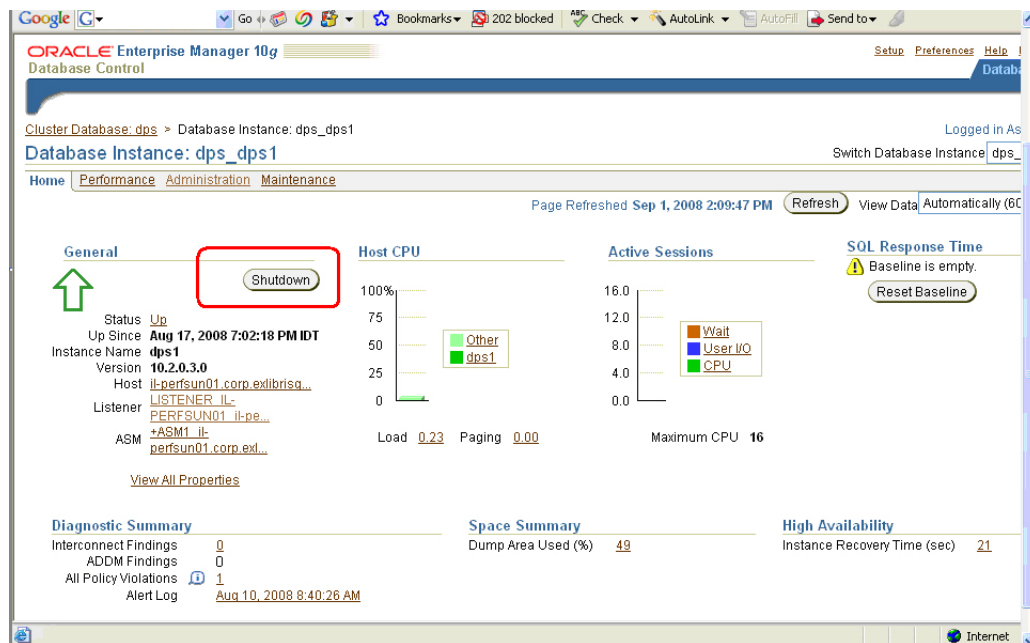 Google G Go Bookmarks 202 blocked Check AutoLink AutoFill Send to
ORACLE Enterprise Manager 10g
Database Control
Setup Preferences Help
Cluster Database: dps > Database Instance: dps_dps1
Logged in As
Database Instance: dps_dps1
Switch Database Instance dps_
Home Performance Administration Maintenance
Page Refreshed Sep 1, 2008 2:09:47 PM Refresh View Data Automatically (60
General
Shutdown
Status Up
Up Since Aug 17, 2008 7:02:18 PM IDT
Instance Name dps1
Version 10.2.0.3.0
Host il-perfsun01.corp.exlibrisg...
Listener LISTENER_IL-
PERFSUN01_il-pe...
ASM +ASM1_il-
perfsun01.corp.exl...
View All Properties
Host CPU
100%
75
50
25
0
Other
dps1
Load 0.23 Paging 0.00
Active Sessions
16.0
12.0
8.0
4.0
0.0
Wait
User I/O
CPU
Maximum CPU 16
SQL Response Time
Baseline is empty.
Reset Baseline
Diagnostic Summary
Interconnect Findings 0
ADDM Findings 0
All Policy Violations 1
Alert Log Aug 10, 2008 8:40:26 AM
Space Summary
Dump Area Used (%) 49
High Availability
Instance Recovery Time (sec) 21
Internet